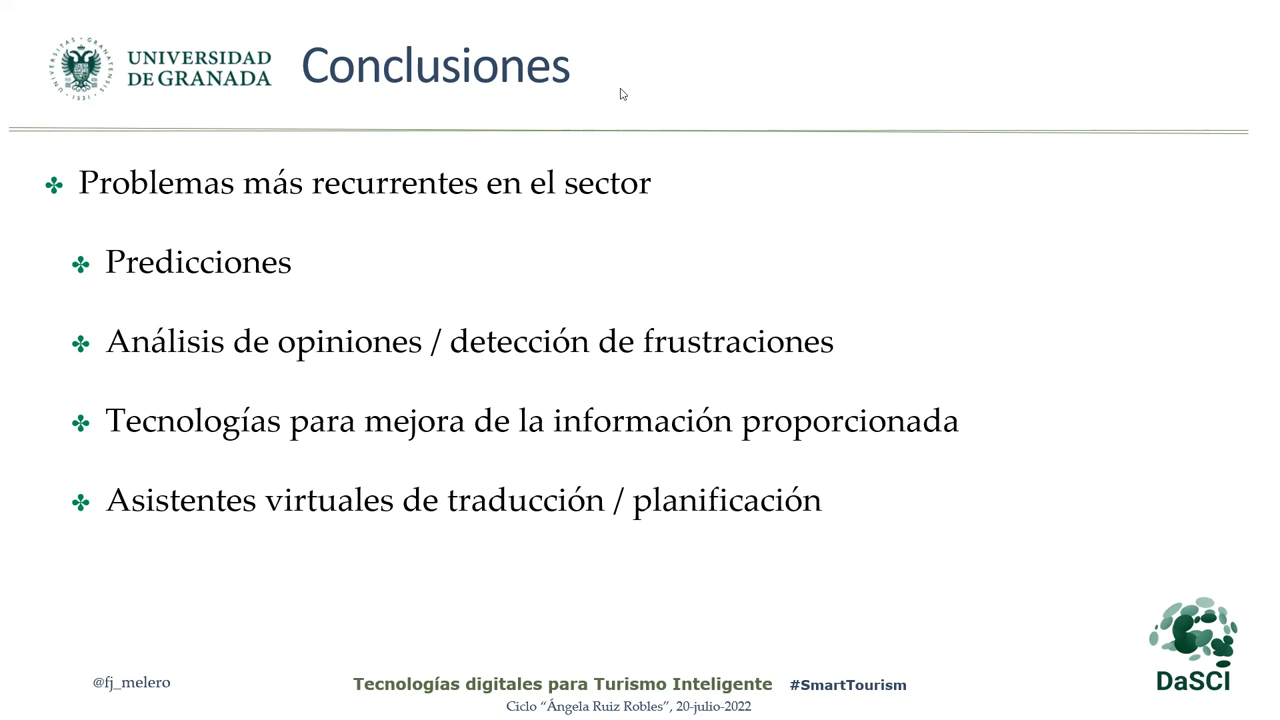 UNIVERSIDAD
DE GRANADA
Conclusiones
Problemas más recurrentes en el sector
Predicciones
Análisis de opiniones / detección de frustraciones
Tecnologías para mejora de la información proporcionada
Asistentes virtuales de traducción / planificación
DaSCI
@fj_melero
Tecnologías digitales para Turismo Inteligente #SmartTourism
Ciclo “Ángela Ruiz Robles”, 20-julio-2022